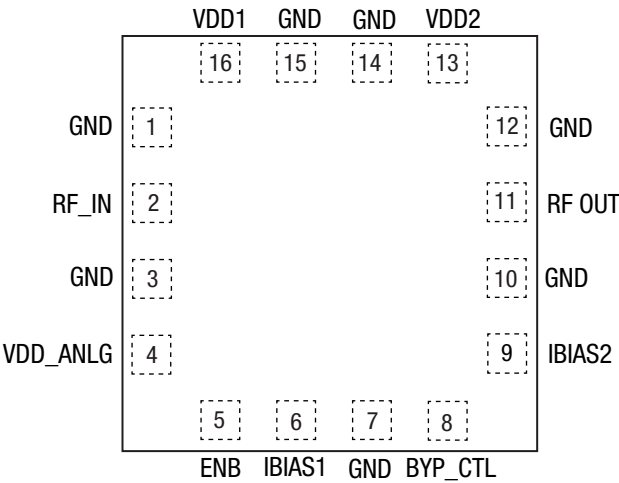 VDD1 GND GND VDD2
16 15 14 13
GND 1 12 GND
RF_IN 2 11 RF OUT
GND 3 10 GND
VDD_ANLG 4 9 IBIAS2
5 6 7 8
ENB IBIAS1 GND BYP_CTL